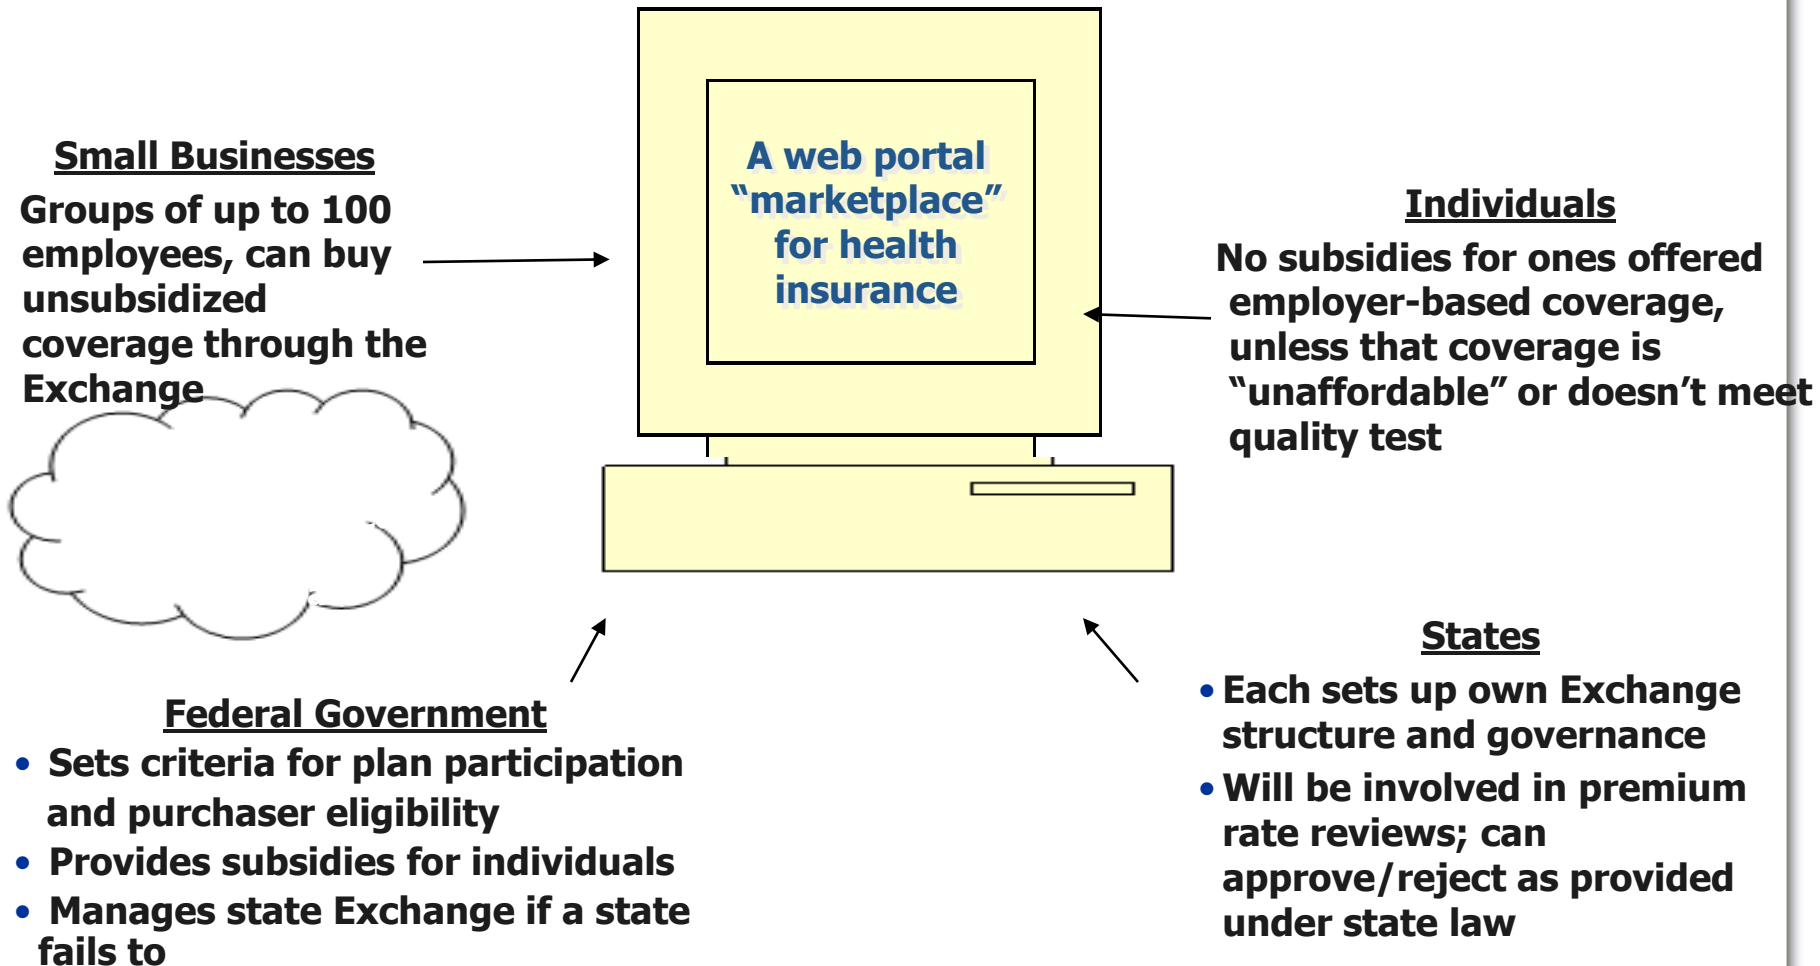 A web portal
“marketplace”
for health
insurance
Small Businesses
Groups of up to 100
employees, can buy
unsubsidized
coverage through the
Exchange
Individuals
No subsidies for ones offered
employer-based coverage,
unless that coverage is
“unaffordable” or doesn’t meet
quality test
Federal Government
• Sets criteria for plan participation
and purchaser eligibility
• Provides subsidies for individuals
• Manages state Exchange if a state
fails to
States
• Each sets up own Exchange
structure and governance
• Will be involved in premium
rate reviews; can
approve/reject as provided
under state law